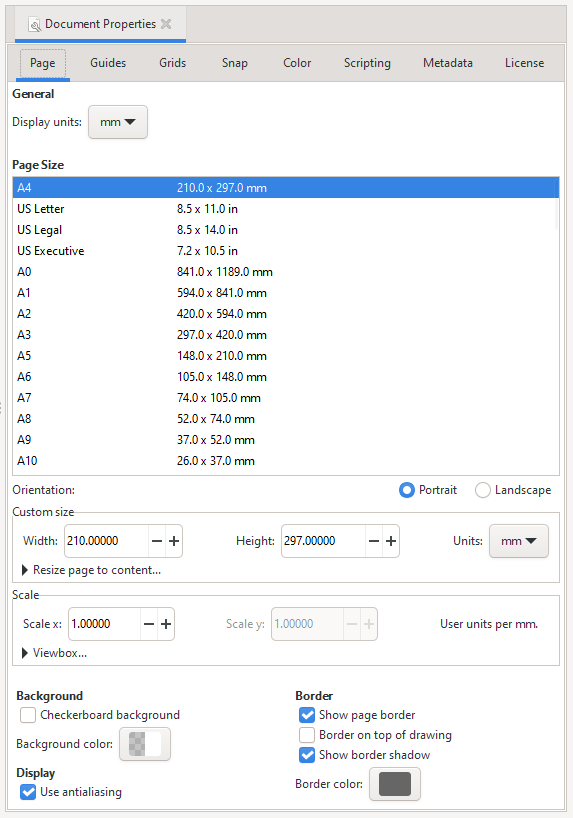 Document Properties
Page Guides Grids Snap Color Scripting Metadata License
General
Display units: mm
Page Size
A4 210.0 x 297.0 mm
US Letter 8.5 x 11.0 in
US Legal 8.5 x 14.0 in
US Executive 7.2 x 10.5 in
A0 841.0 x 1189.0 mm
A1 594.0 x 841.0 mm
A2 420.0 x 594.0 mm
A3 297.0 x 420.0 mm
A5 148.0 x 210.0 mm
A6 105.0 x 148.0 mm
A7 74.0 x 105.0 mm
A8 52.0 x 74.0 mm
A9 37.0 x 52.0 mm
A10 26.0 x 37.0 mm
Orientation: Portrait Landscape
Custom size
Width: 210.00000 Height: 297.00000 Units: mm
Resize page to content...
Scale
Scale x: 1.00000 Scale y: 1.00000 User units per mm.
Viewbox...
Background
Checkerboard background
Background color:
Display
Use antialiasing
Border
Show page border
Border on top of drawing
Show border shadow
Border color: